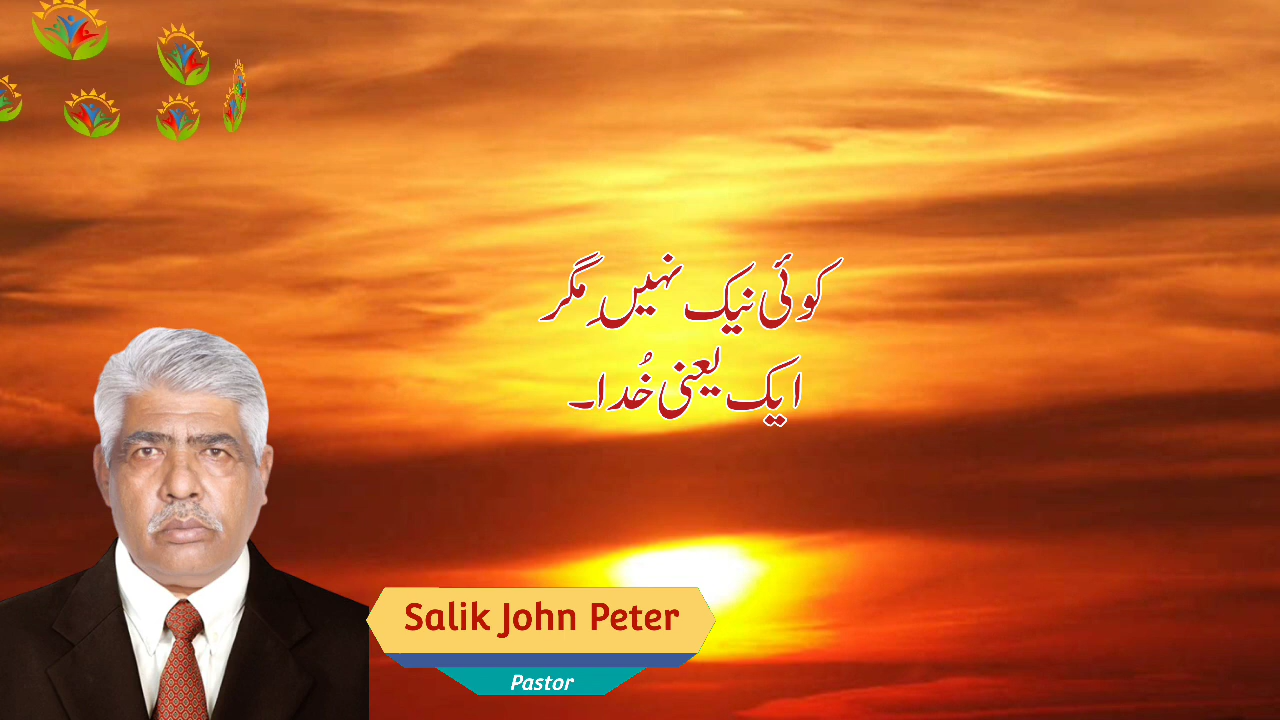 کوئی نیک نہیں مگر
ایک یعنی خُدا۔
Salik John Peter
Pastor